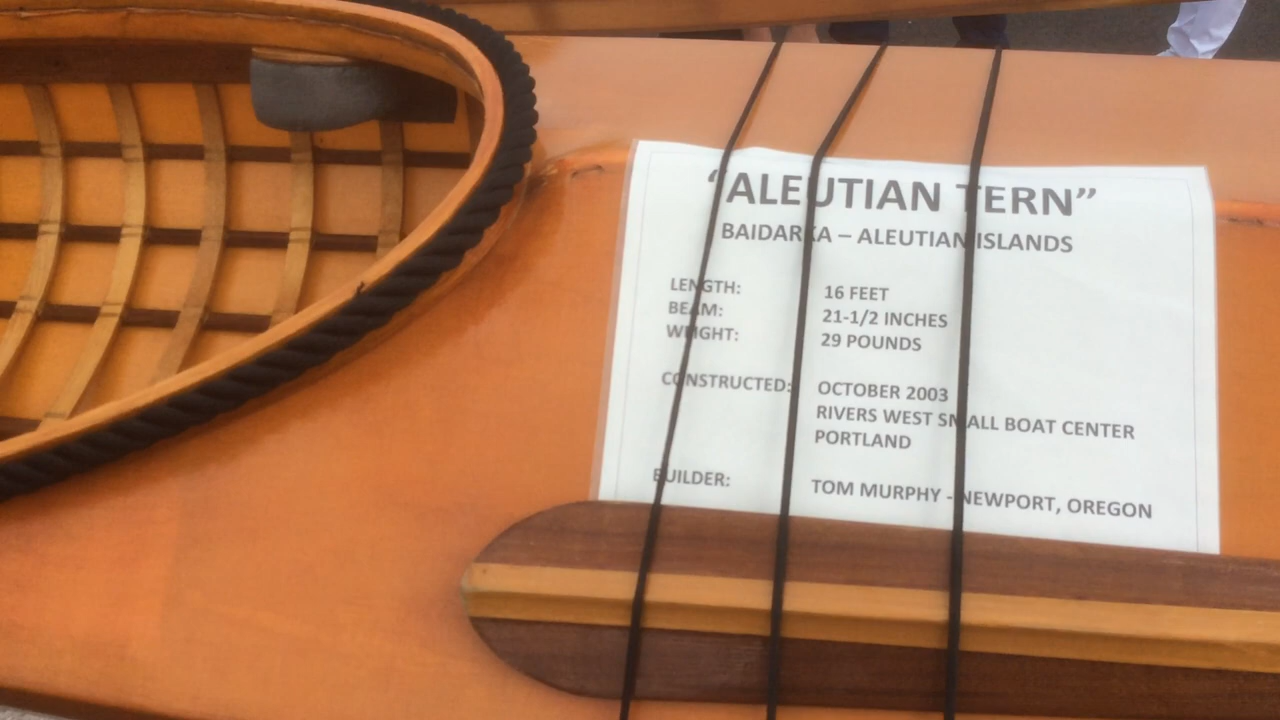 "ALEUTIAN TERN"
BAIDARKA – ALEUTIAN ISLANDS
LENGTH: 16 FEET
BEAM: 21-1/2 INCHES
WEIGHT: 29 POUNDS
CONSTRUCTED: OCTOBER 2003
RIVERS WEST SMALL BOAT CENTER
PORTLAND
BUILDER: TOM MURPHY - NEWPORT, OREGON